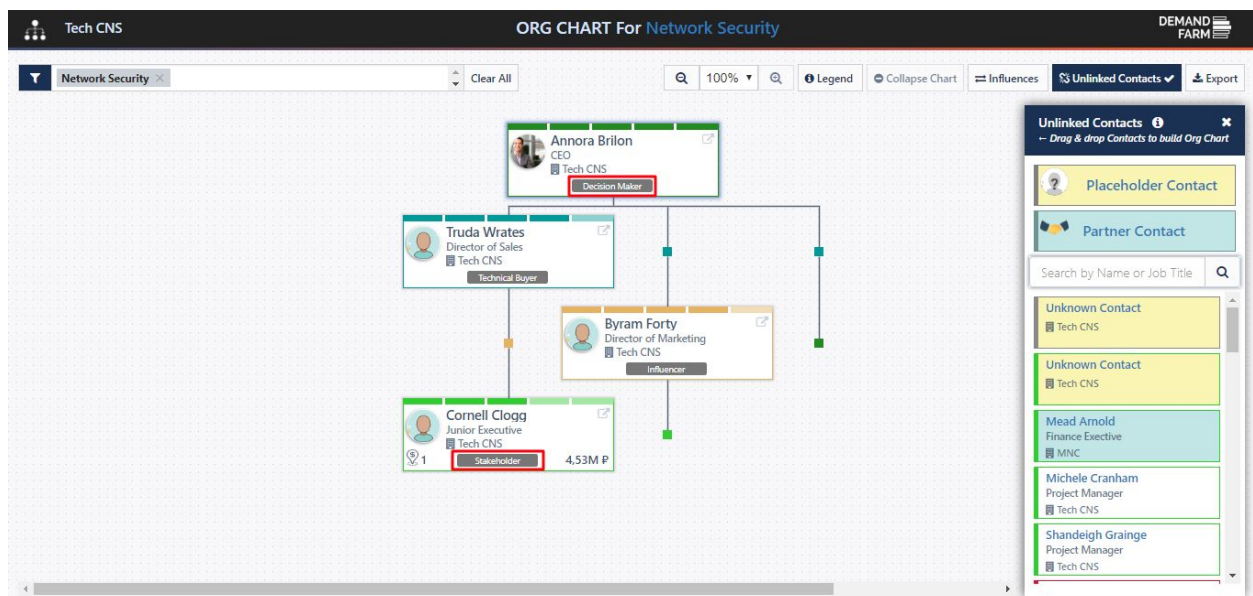 Tech CNS
ORG CHART For Network Security
DEMAND
FARM
Network Security ×
Clear All
100% ▼
Legend
Collapse Chart
Influences
Unlinked Contacts ✔
Export
Annora Brilon
CEO
Tech CNS
Decision Maker
Truda Wrates
Director of Sales
Tech CNS
Technical Buyer
Byram Forty
Director of Marketing
Tech CNS
Influencer
Cornell Clogg
Junior Executive
Tech CNS
1
Stakeholder
4,53M ₽
Unlinked Contacts
← Drag & drop Contacts to build Org Chart
Placeholder Contact
Partner Contact
Search by Name or Job Title
Unknown Contact
Tech CNS
Unknown Contact
Tech CNS
Mead Arnold
Finance Exective
MNC
Michele Cranham
Project Manager
Tech CNS
Shandeigh Grainge
Project Manager
Tech CNS